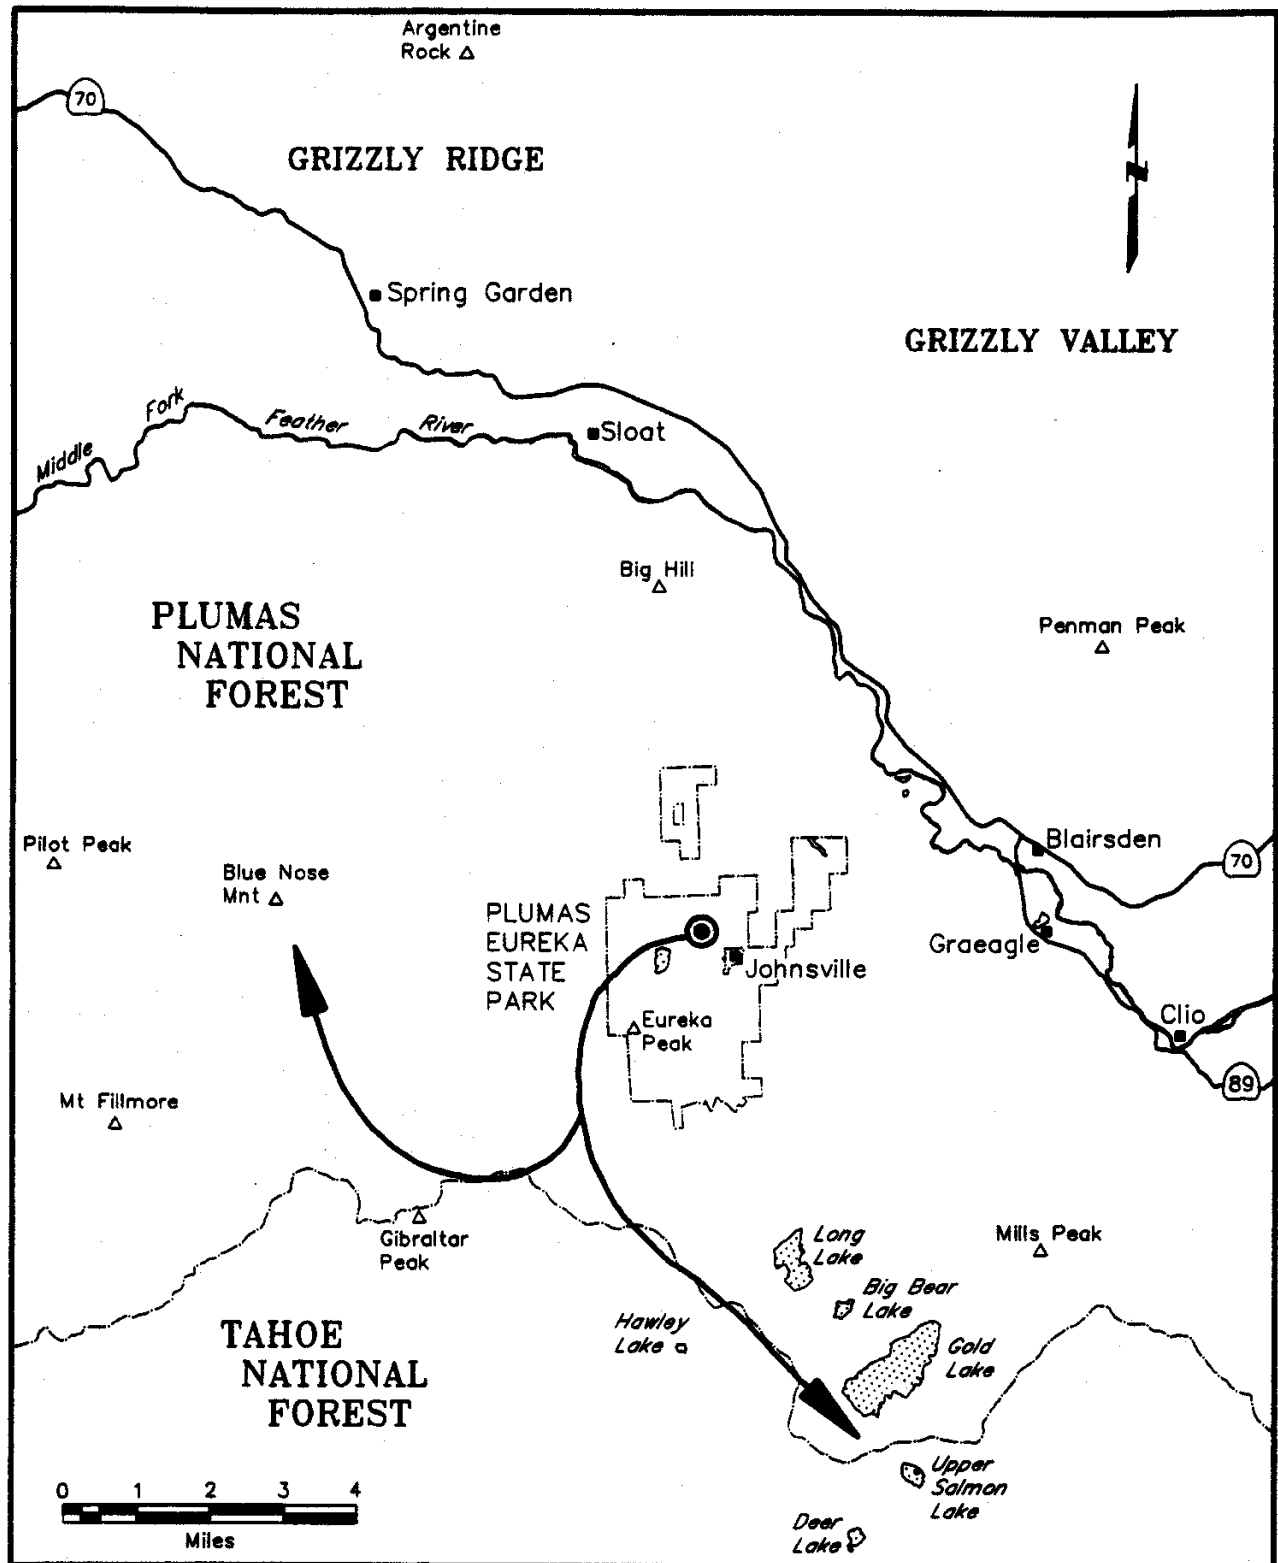 Argentine
Rock
70
GRIZZLY RIDGE
N
Spring Garden
GRIZZLY VALLEY
Middle Fork Feather River
Sloat
Big Hill
PLUMAS
NATIONAL
FOREST
Penman Peak
Pilot Peak
Blue Nose
Mnt
Blairsden
70
PLUMAS
EUREKA
STATE
PARK
Graeagle
Johnsville
Clio
Eureka
Peak
89
Mt Fillmore
Gibraltar
Peak
Long
Lake
Mills Peak
Big Bear
Lake
Hawley
Lake
Gold
Lake
TAHOE
NATIONAL
FOREST
Upper
Salmon
Lake
Deer
Lake
0 1 2 3 4
Miles